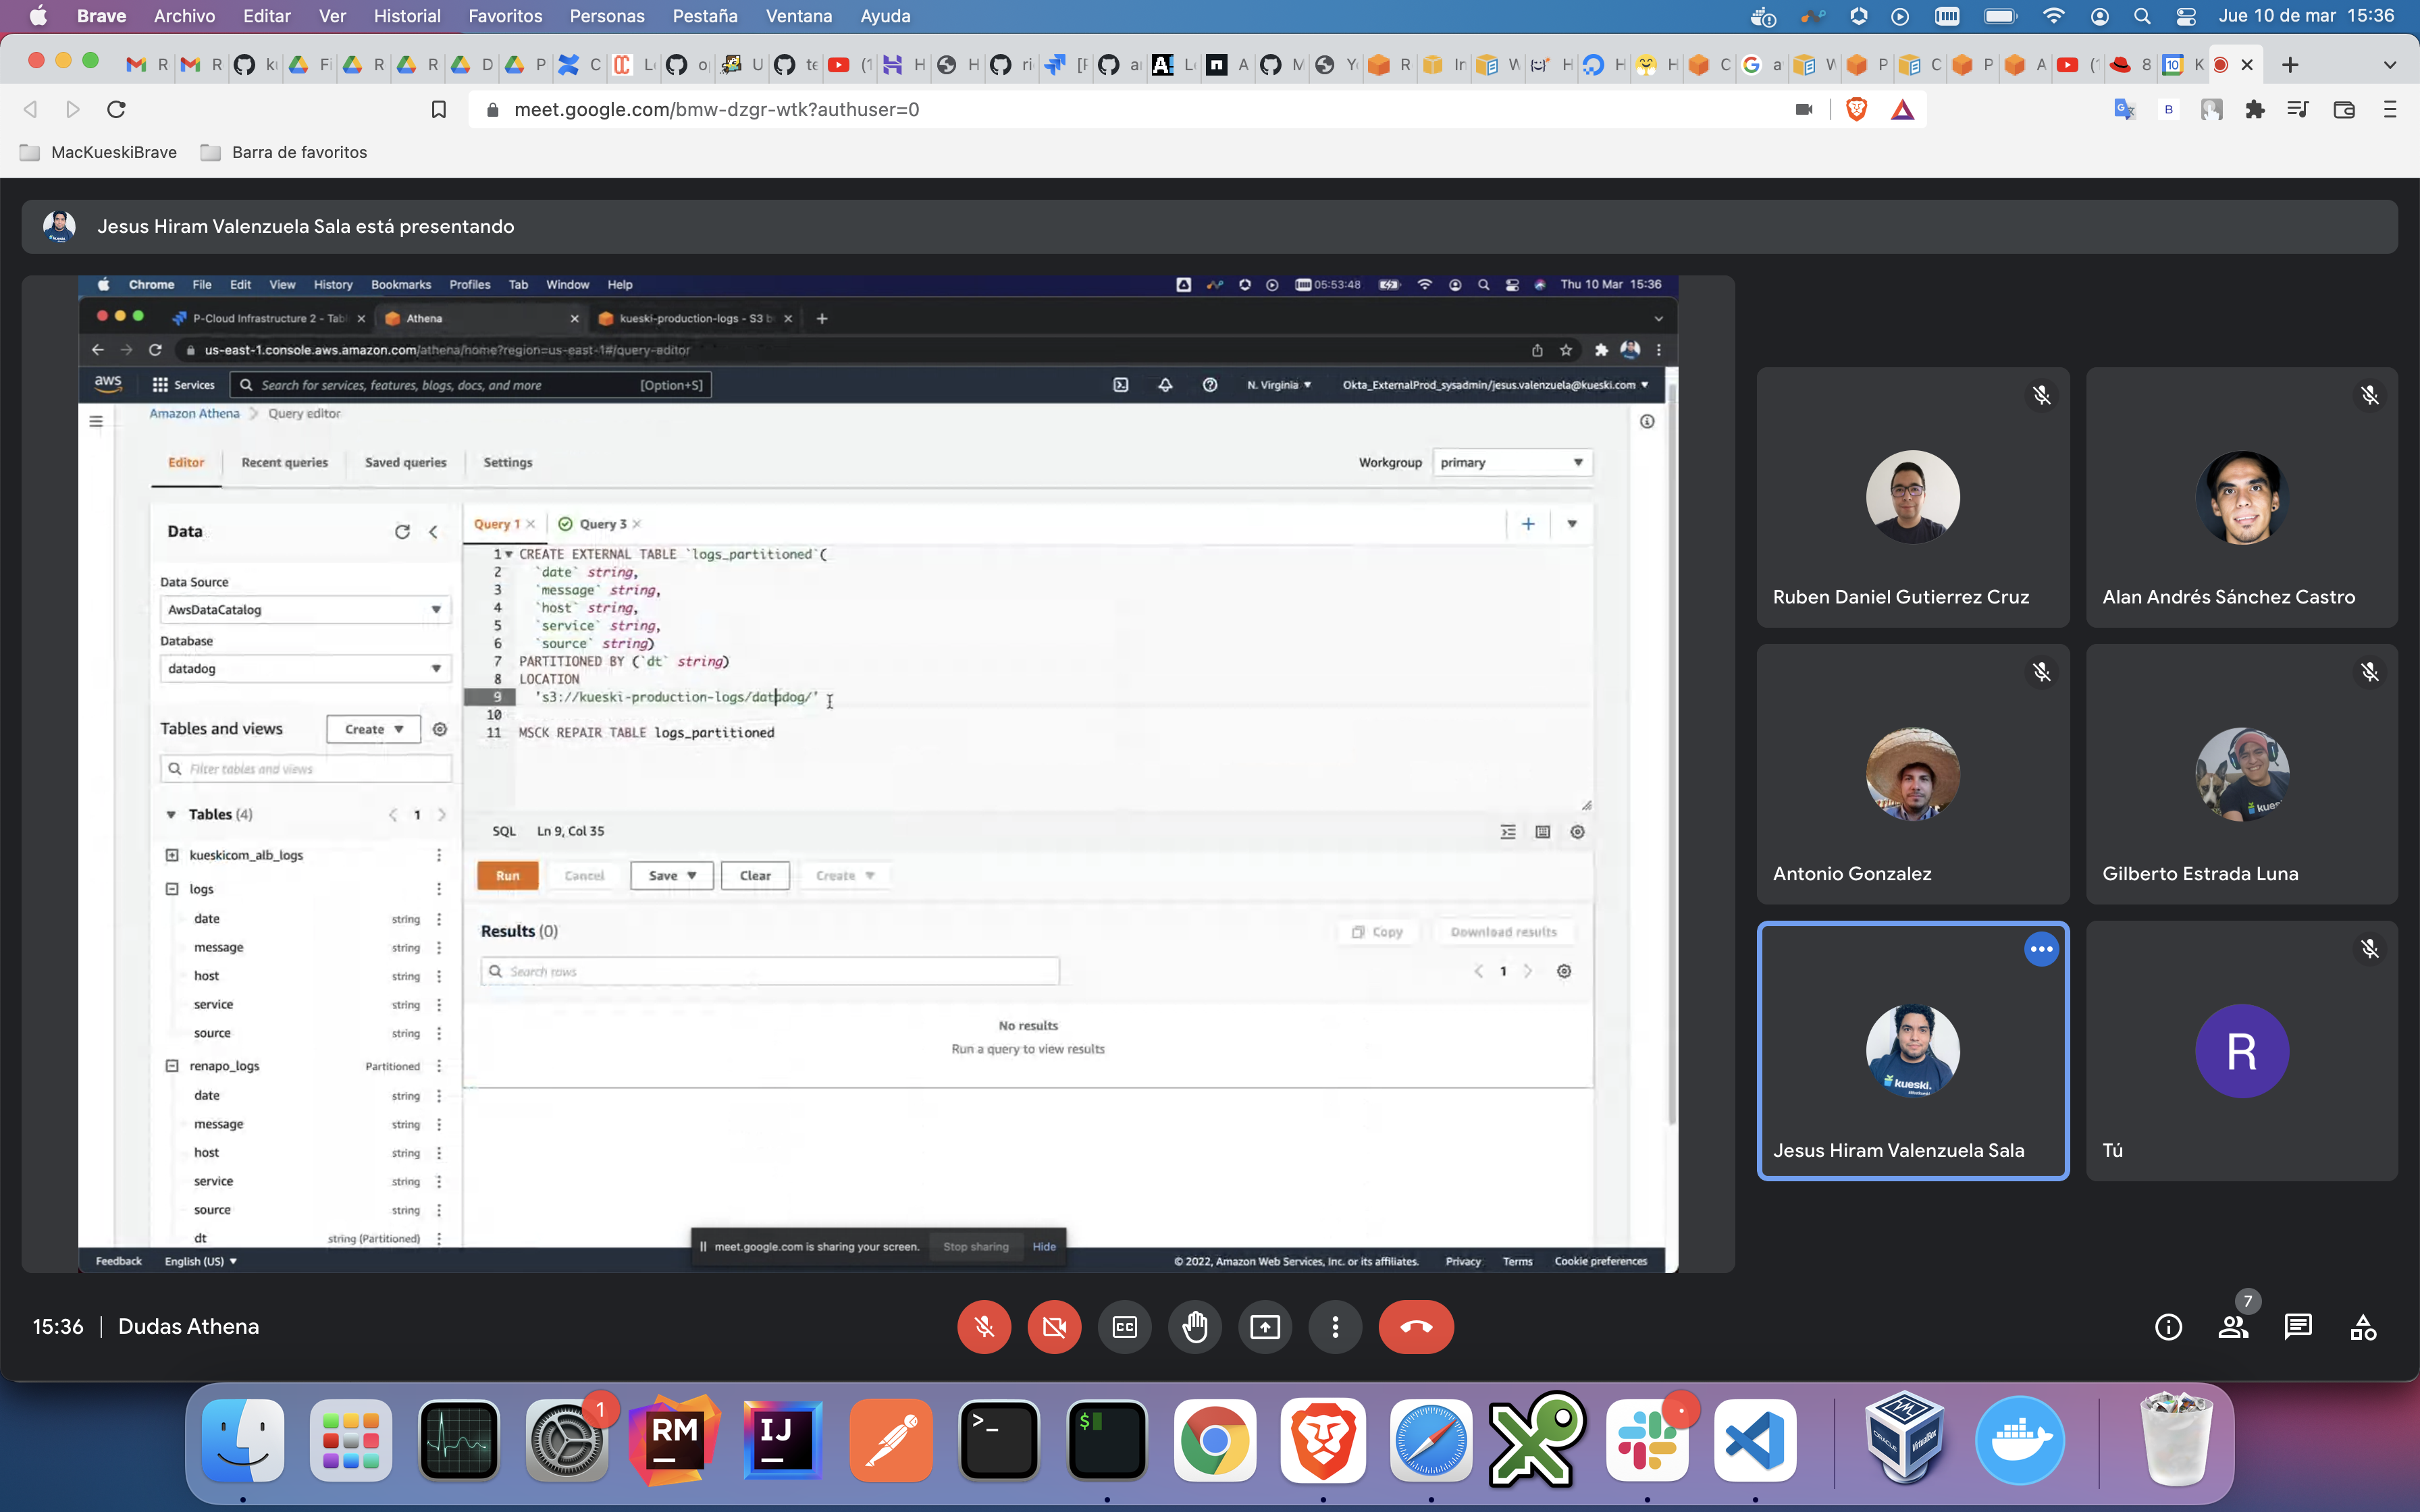 Brave Archivo Editar Ver Historial Favoritos Personas Pestaña Ventana Ayuda Jue 10 de mar 15:36
meet.google.com/bmw-dzgr-wtk?authuser=0
MacKueskiBrave Barra de favoritos
Jesus Hiram Valenzuela Sala está presentando
Chrome File Edit View History Bookmarks Profiles Tab Window Help 05:53:48 Thu 10 Mar 15:36
P-Cloud Infrastructure 2 - Tabl Athena kueski-production-logs - S3 b
us-east-1.console.aws.amazon.com/athena/home?region=us-east-1#/query-editor
aws Services Search for services, features, blogs, docs, and more [Option+S] N. Virginia Okta_ExternalProd_sysadmin/jesus.valenzuela@kueski.com
Amazon Athena Query editor
Editor Recent queries Saved queries Settings Workgroup primary
Data
Query 1 Query 3
1 CREATE EXTERNAL TABLE `logs_partitioned`(
2 `date` string,
3 `message` string,
4 `host` string,
5 `service` string,
6 `source` string)
7 PARTITIONED BY (`dt` string)
8 LOCATION
9 's3://kueski-production-logs/datadog/'
10
11 MSCK REPAIR TABLE logs_partitioned
Data Source
AwsDataCatalog
Database
datadog
Tables and views Create
Filter tables and views
Tables (4) 1
kueskicom_alb_logs
logs
date string
message string
host string
service string
source string
renapo_logs Partitioned
date string
message string
host string
service string
source string
dt string (Partitioned)
SQL Ln 9, Col 35
Run Cancel Save Clear Create
Results (0) Copy Download results
Search rows 1
No results
Run a query to view results
meet.google.com is sharing your screen. Stop sharing Hide
Feedback English (US) © 2022, Amazon Web Services, Inc. or its affiliates. Privacy Terms Cookie preferences
Ruben Daniel Gutierrez Cruz
Alan Andrés Sánchez Castro
Antonio Gonzalez
Gilberto Estrada Luna
kueski.
Jesus Hiram Valenzuela Sala
R
Tú
15:36 Dudas Athena
7
1
RM
IJ